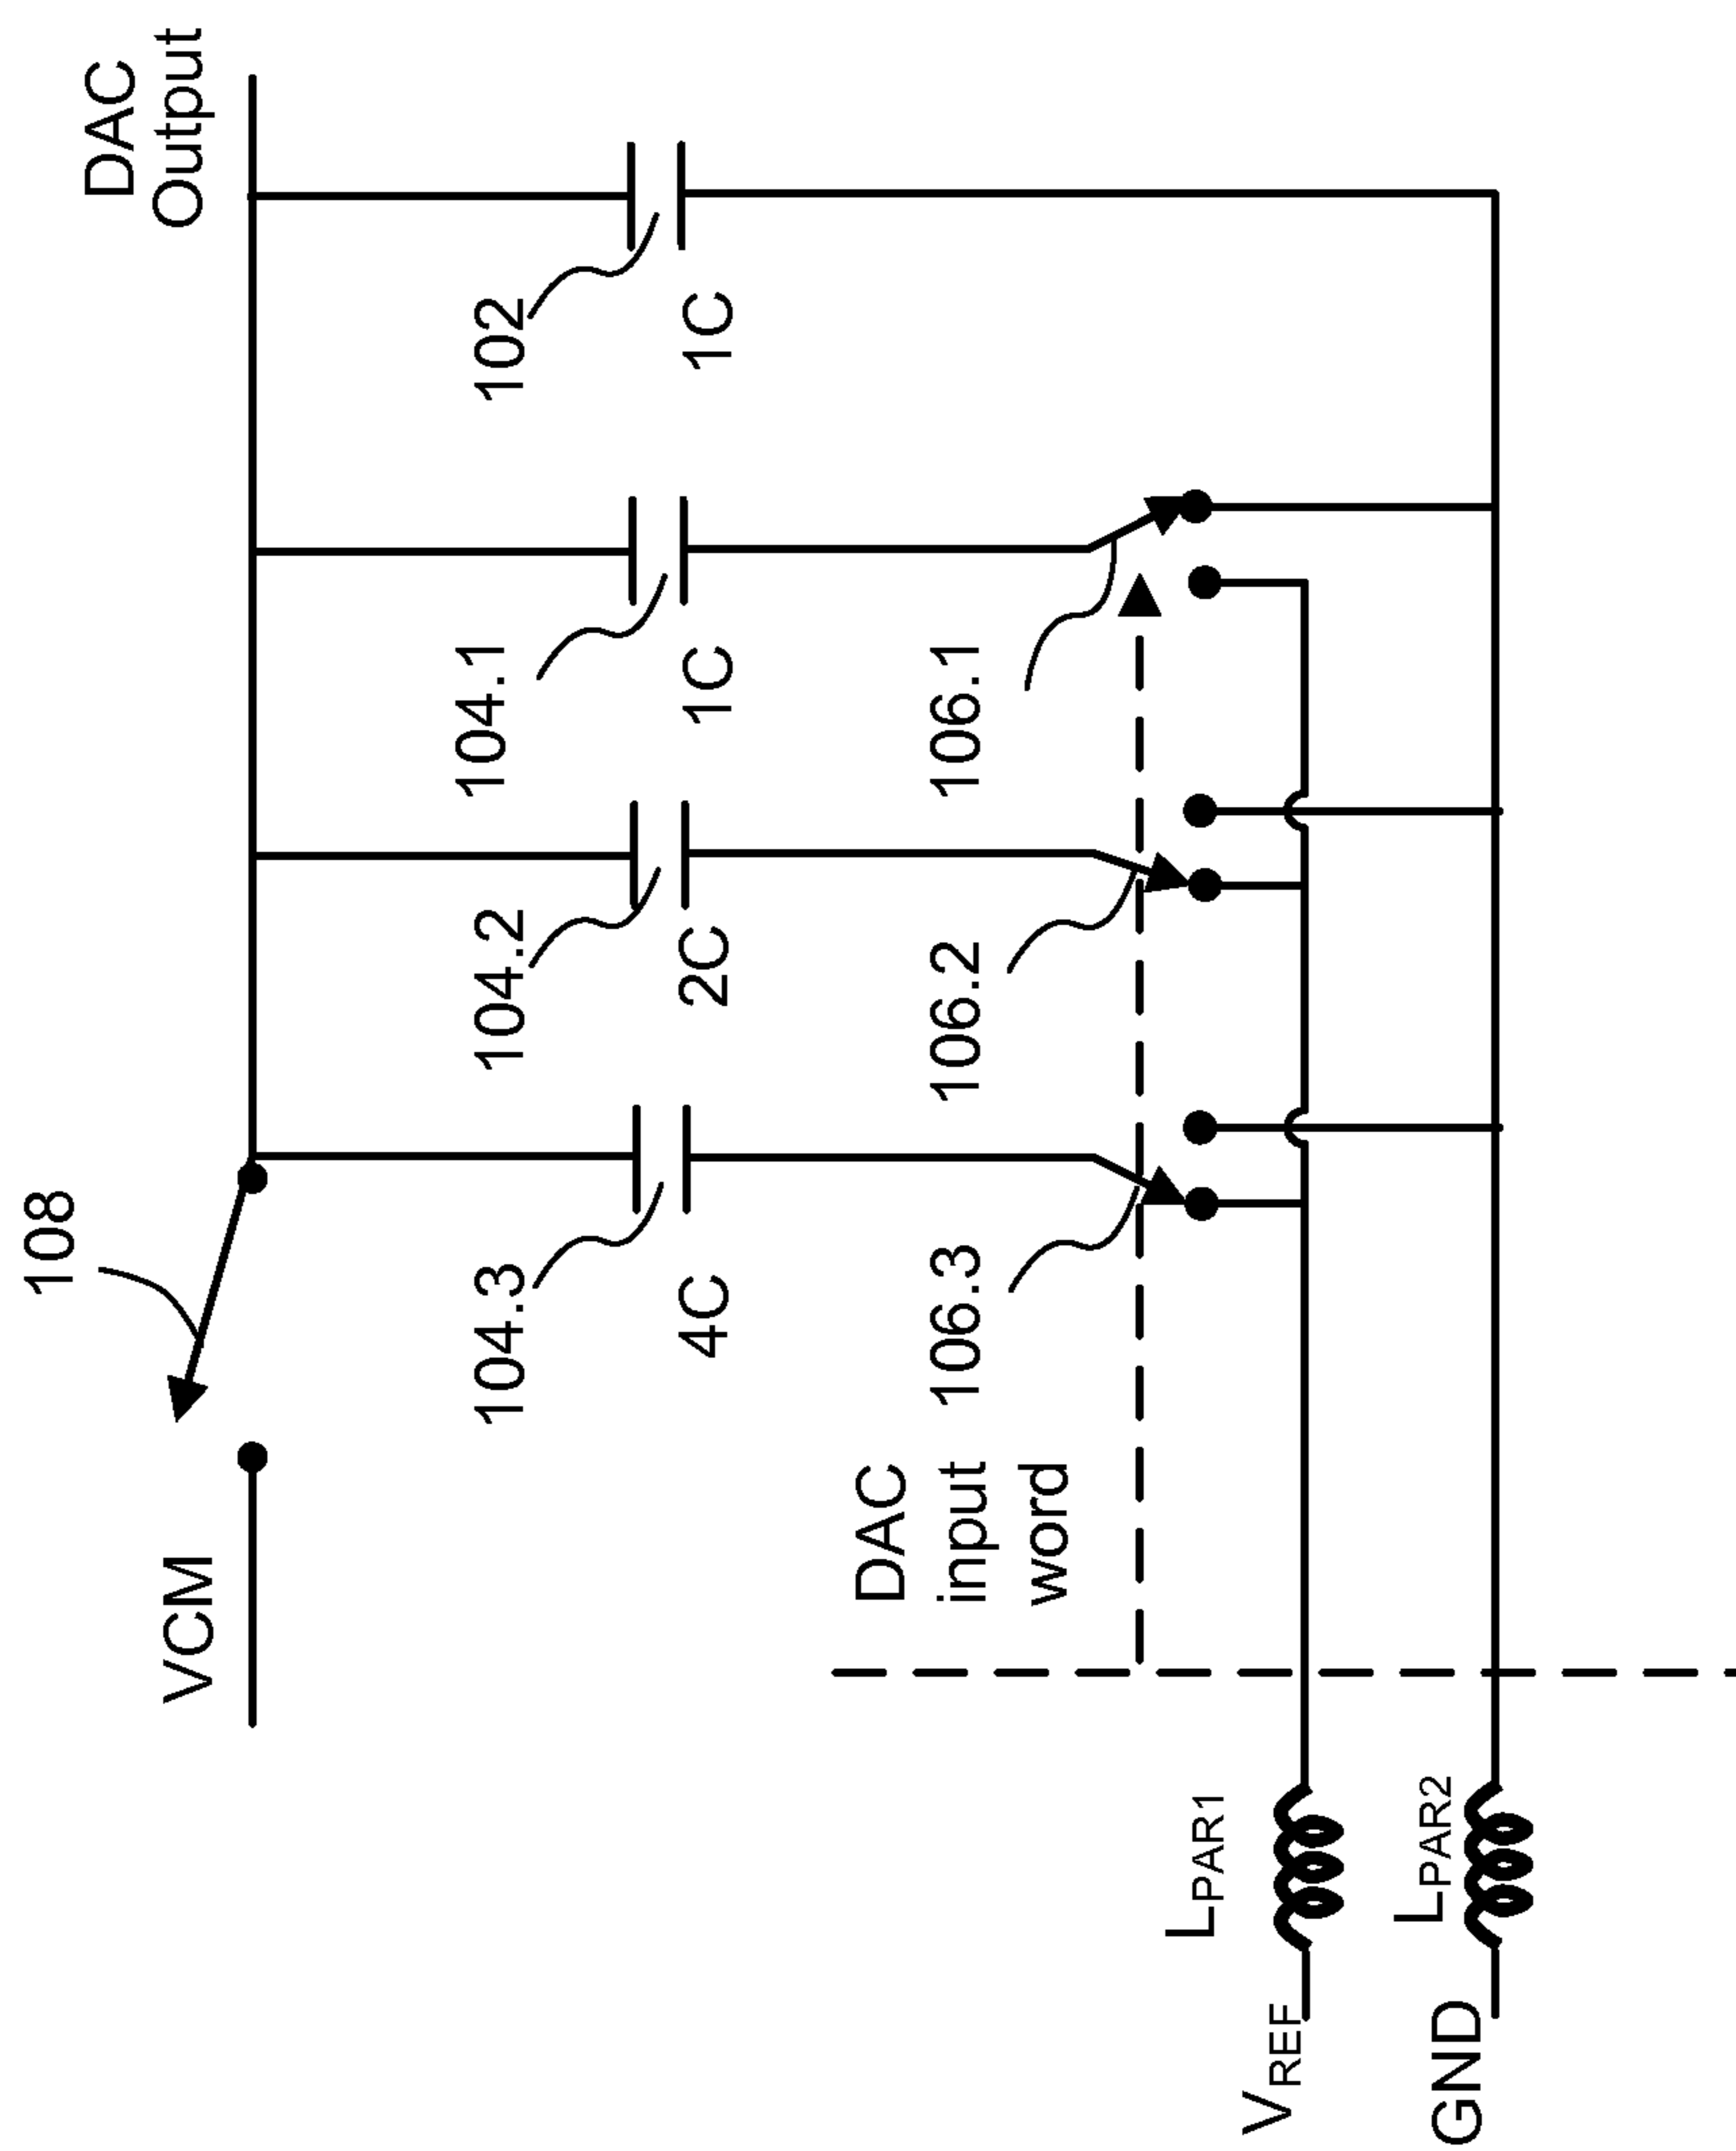 108
VCM
DAC
Output
104.3
4C
104.2
2C
104.1
1C
102
1C
106.3
106.2
106.1
DAC
input
word
LPAR1
VREF
LPAR2
GND